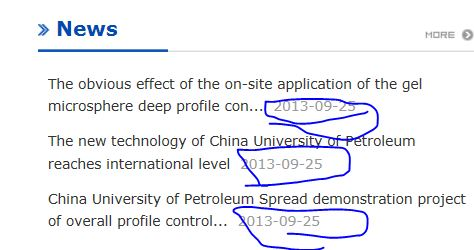 » News
MORE
The obvious effect of the on-site application of the gel
microsphere deep profile con... 2013-09-25
The new technology of China University of Petroleum
reaches international level 2013-09-25
China University of Petroleum Spread demonstration project
of overall profile control... 2013-09-25